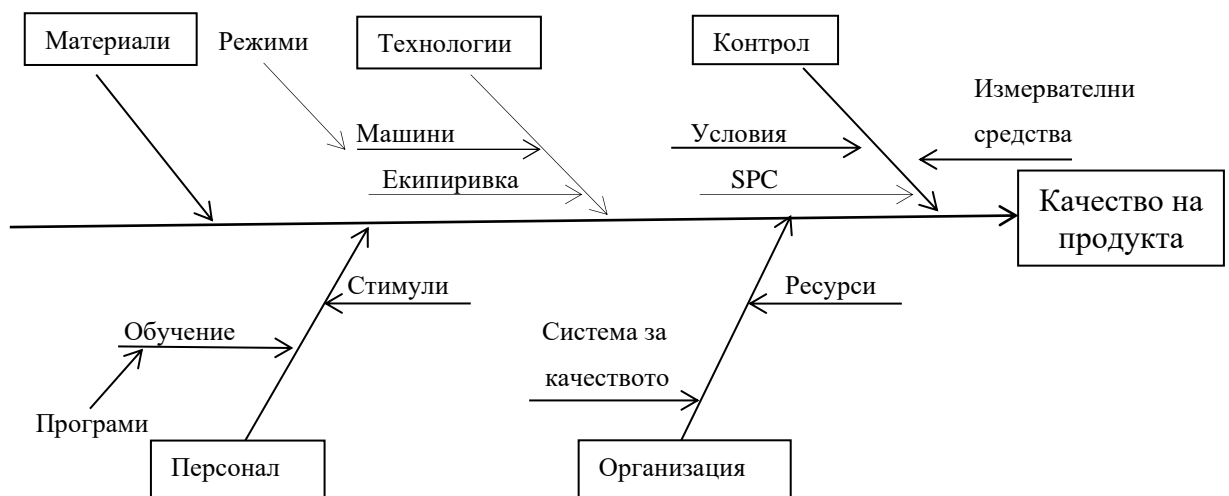 Материали
Режими
Технологии
Контрол
Измервателни
средства
Машини
Условия
Екипиривка
SPC
Качество на
продукта
Стимули
Ресурси
Обучение
Система за
качеството
Програми
Персонал
Организация